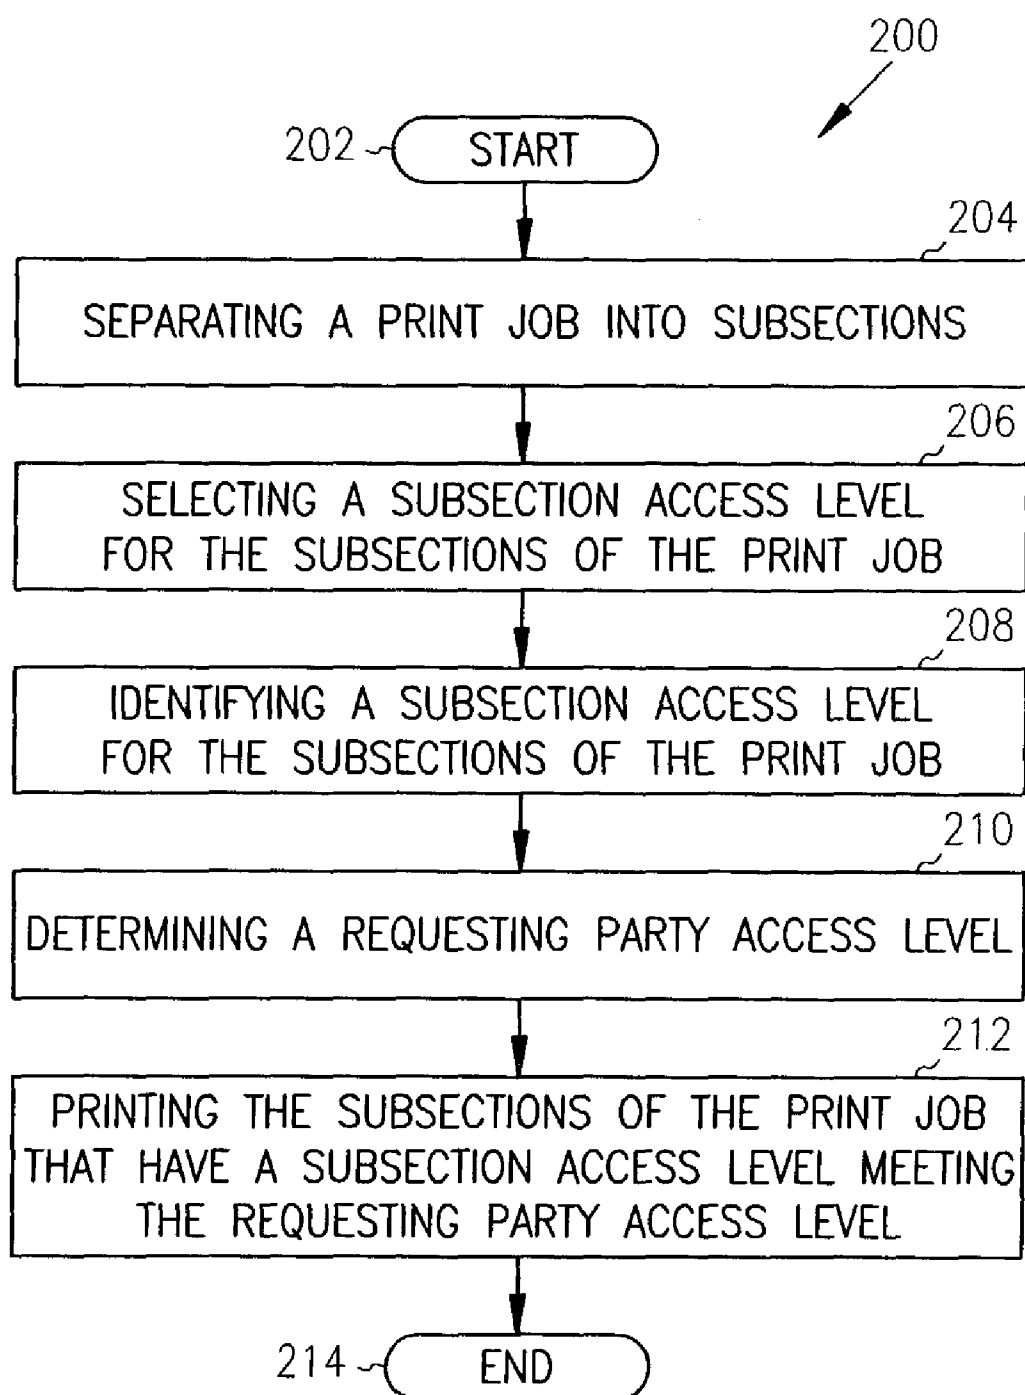 200
202
START
204
SEPARATING A PRINT JOB INTO SUBSECTIONS
206
SELECTING A SUBSECTION ACCESS LEVEL
FOR THE SUBSECTIONS OF THE PRINT JOB
208
IDENTIFYING A SUBSECTION ACCESS LEVEL
FOR THE SUBSECTIONS OF THE PRINT JOB
210
DETERMINING A REQUESTING PARTY ACCESS LEVEL
212
PRINTING THE SUBSECTIONS OF THE PRINT JOB
THAT HAVE A SUBSECTION ACCESS LEVEL MEETING
THE REQUESTING PARTY ACCESS LEVEL
214
END